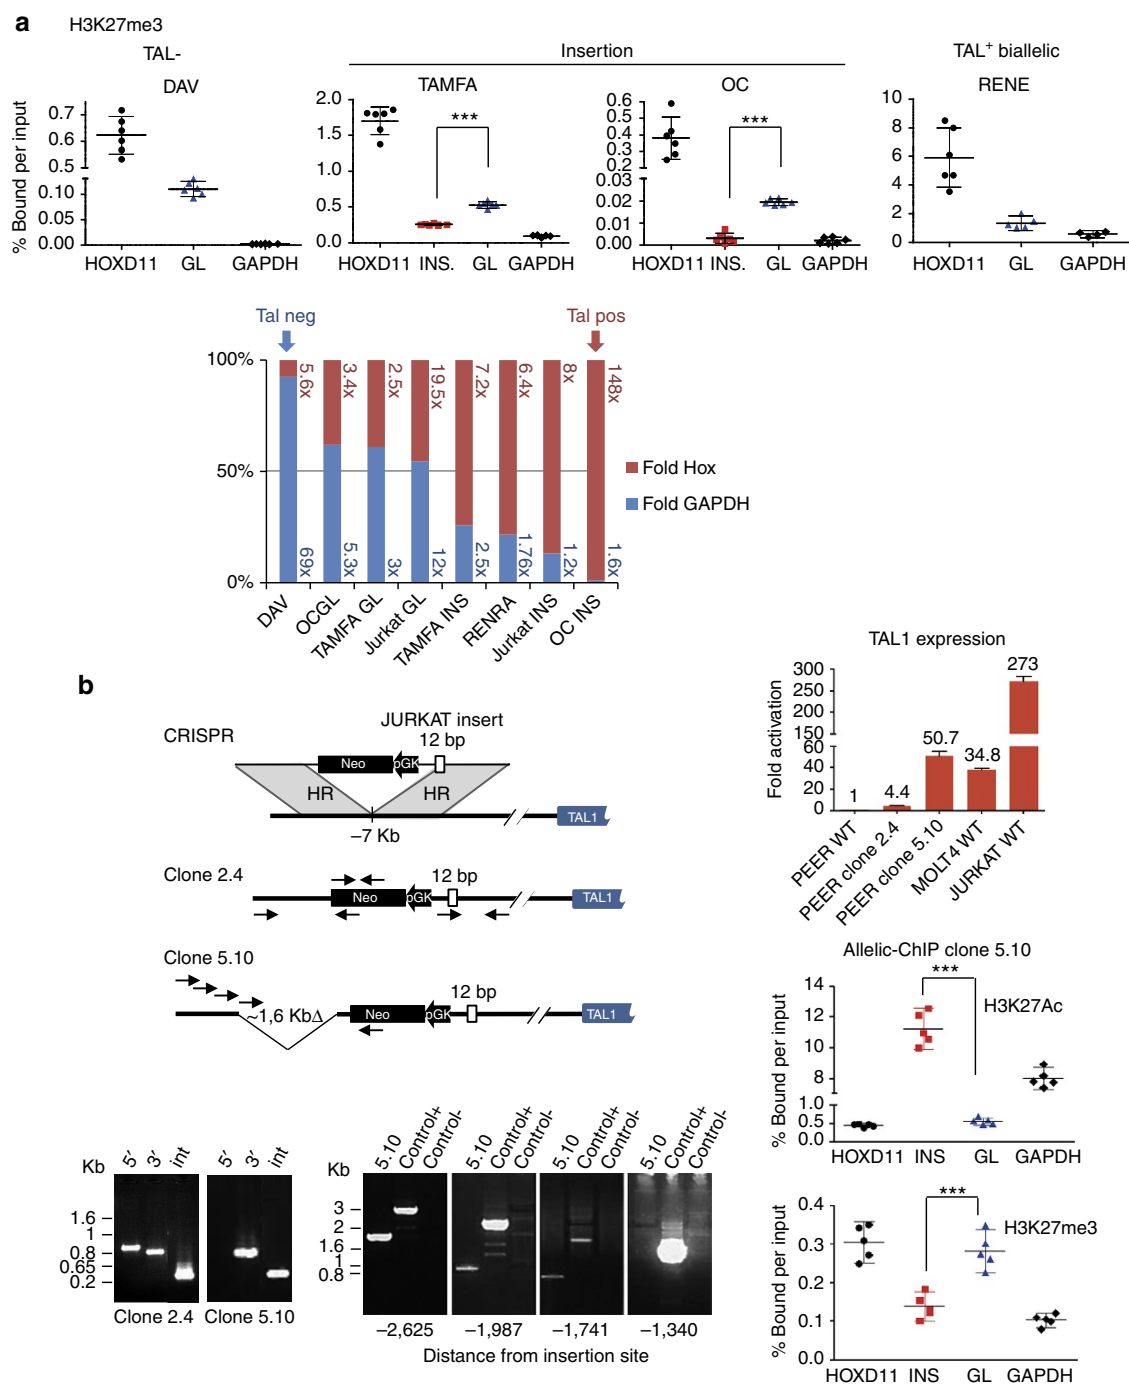 a
H3K27me3
TAL-
Insertion
TAL+ biallelic
DAV
TAMFA
OC
RENE
% Bound per input
0.7
0.6
0.5
0.10
0.05
0.00
HOXD11 GL GAPDH
2.0
1.5
1.0
0.5
0.0
***
HOXD11 INS. GL GAPDH
0.6
0.5
0.4
0.3
0.2
0.03
0.02
0.01
0.00
***
HOXD11 INS. GL GAPDH
10
8
6
4
2
0
HOXD11 GL GAPDH
Tal neg
Tal pos
100%
50%
0%
5.6x
3.4x
2.5x
19.5x
7.2x
6.4x
8x
148x
69x
5.3x
3x
12x
2.5x
1.76x
1.2x
1.6x
Fold Hox
Fold GAPDH
DAV
OCGL
TAMFA GL
Jurkat GL
TAMFA INS
RENRA
Jurkat INS
OC INS
b
CRISPR
JURKAT insert
12 bp
Neo
pGK
HR
HR
TAL1
–7 Kb
Clone 2.4
12 bp
Neo
pGK
TAL1
Clone 5.10
~1,6 KbΔ
12 bp
Neo
pGK
TAL1
TAL1 expression
Fold activation
300
250
200
150
60
40
20
0
1
4.4
50.7
34.8
273
PEER WT
PEER clone 2.4
PEER clone 5.10
MOLT4 WT
JURKAT WT
Allelic-ChIP clone 5.10
% Bound per input
14
12
10
8
1.0
0.5
0.0
***
H3K27Ac
HOXD11 INS GL GAPDH
% Bound per input
0.4
0.3
0.2
0.1
0.0
***
H3K27me3
HOXD11 INS GL GAPDH
Kb
5′ 3′ int
5′ 3′ int
1.6
1
0.8
0.65
0.2
Clone 2.4
Clone 5.10
Kb
5.10 Control+ Control-
5.10 Control+ Control-
5.10 Control+ Control-
5.10 Control+ Control-
3
2
1.6
1
0.8
–2,625
–1,987
–1,741
–1,340
Distance from insertion site